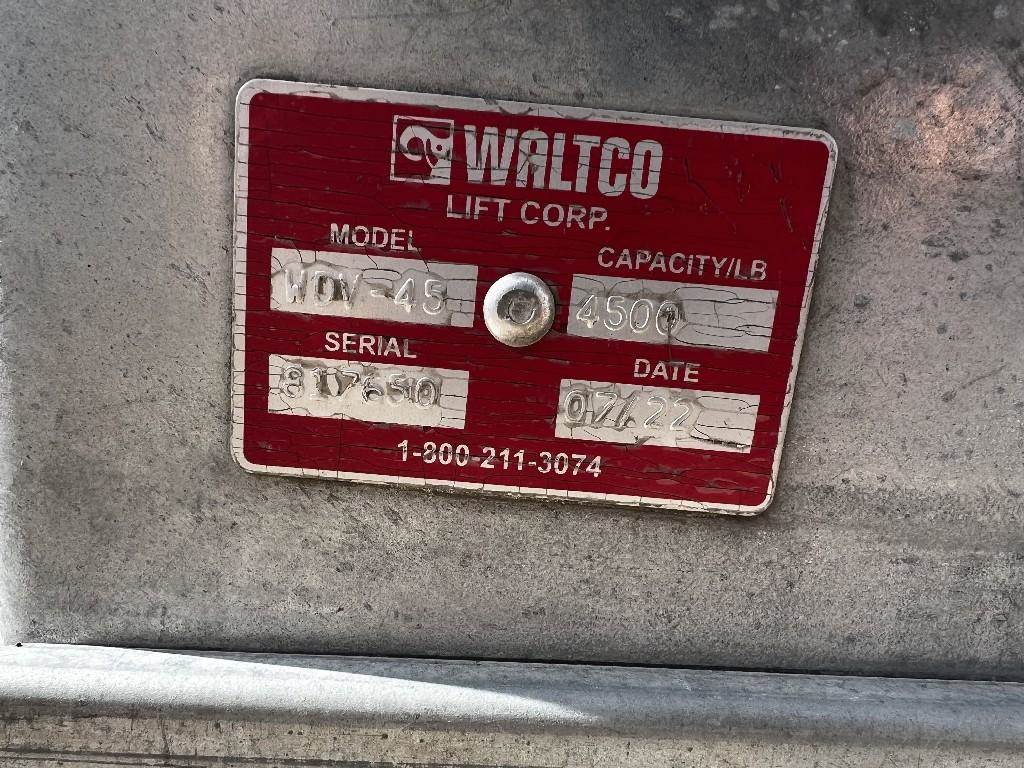 WALTCO
LIFT CORP.
MODEL
WDV-45
CAPACITY/LB
4500
SERIAL
817650
DATE
07/22
1-800-211-3074